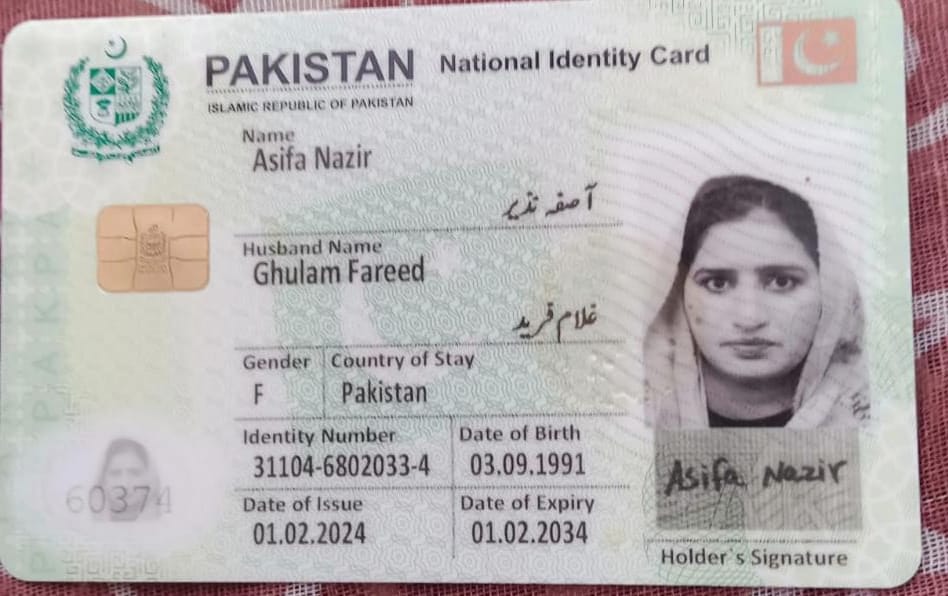 PAKISTAN National Identity Card
ISLAMIC REPUBLIC OF PAKISTAN
Name
Asifa Nazir
آصفہ نذیر
Husband Name
Ghulam Fareed
غلام فرید
Gender Country of Stay
F Pakistan
Identity Number Date of Birth
31104-6802033-4 03.09.1991
Date of Issue Date of Expiry
01.02.2024 01.02.2034
60374
Asifa Nazir
Holder's Signature
PAKIPA